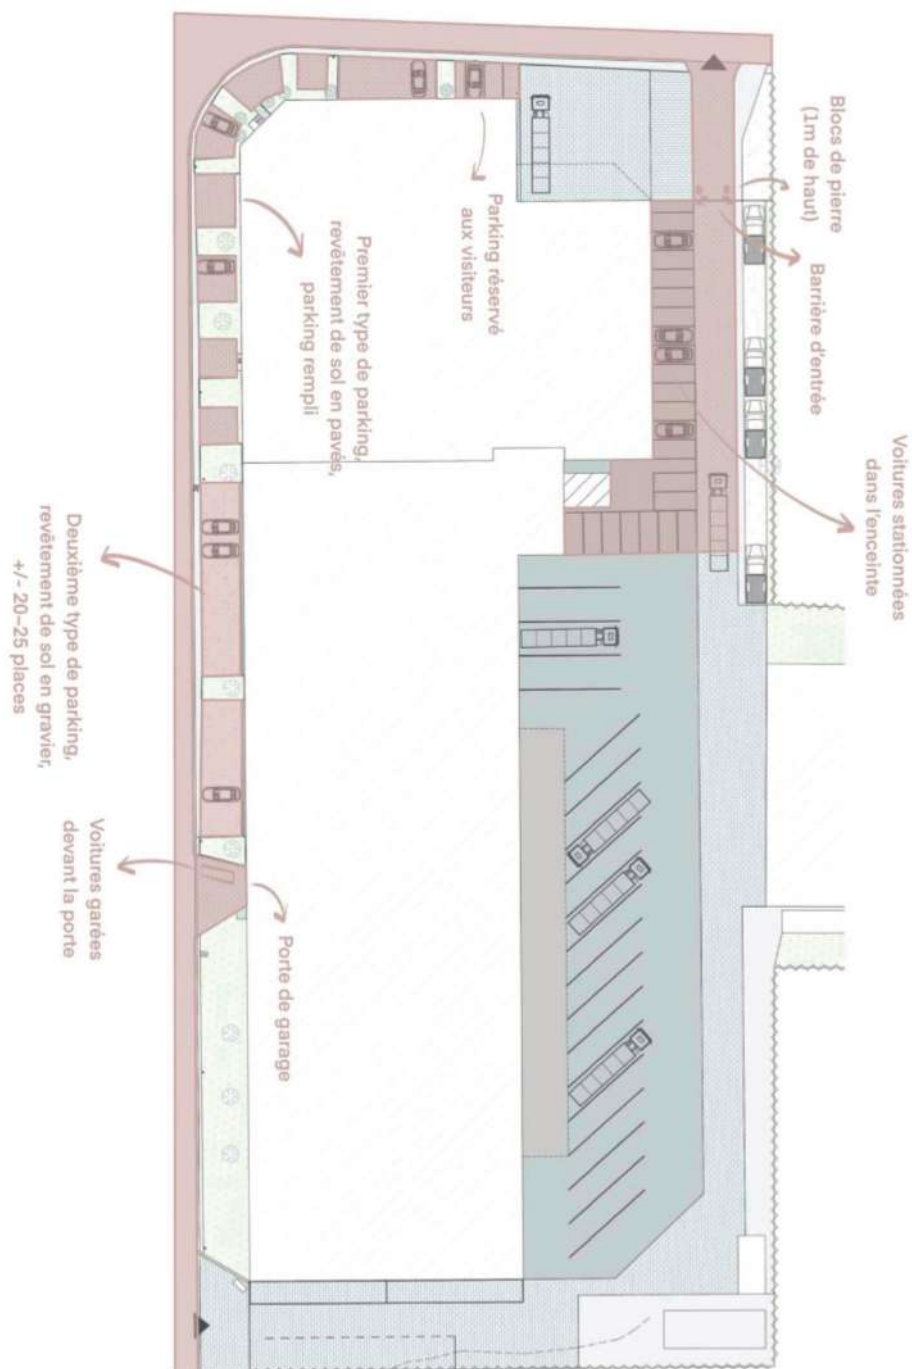 Blocs de pierre
(1m de haut)
Barrière d'entrée
Voitures stationnées
dans l'enceinte
Parking réservé
aux visiteurs
Premier type de parking,
revêtement de sol en pavés,
parking rempli
Deuxième type de parking,
revêtement de sol en gravier,
+/- 20–25 places
Voitures garées
devant la porte
Porte de garage